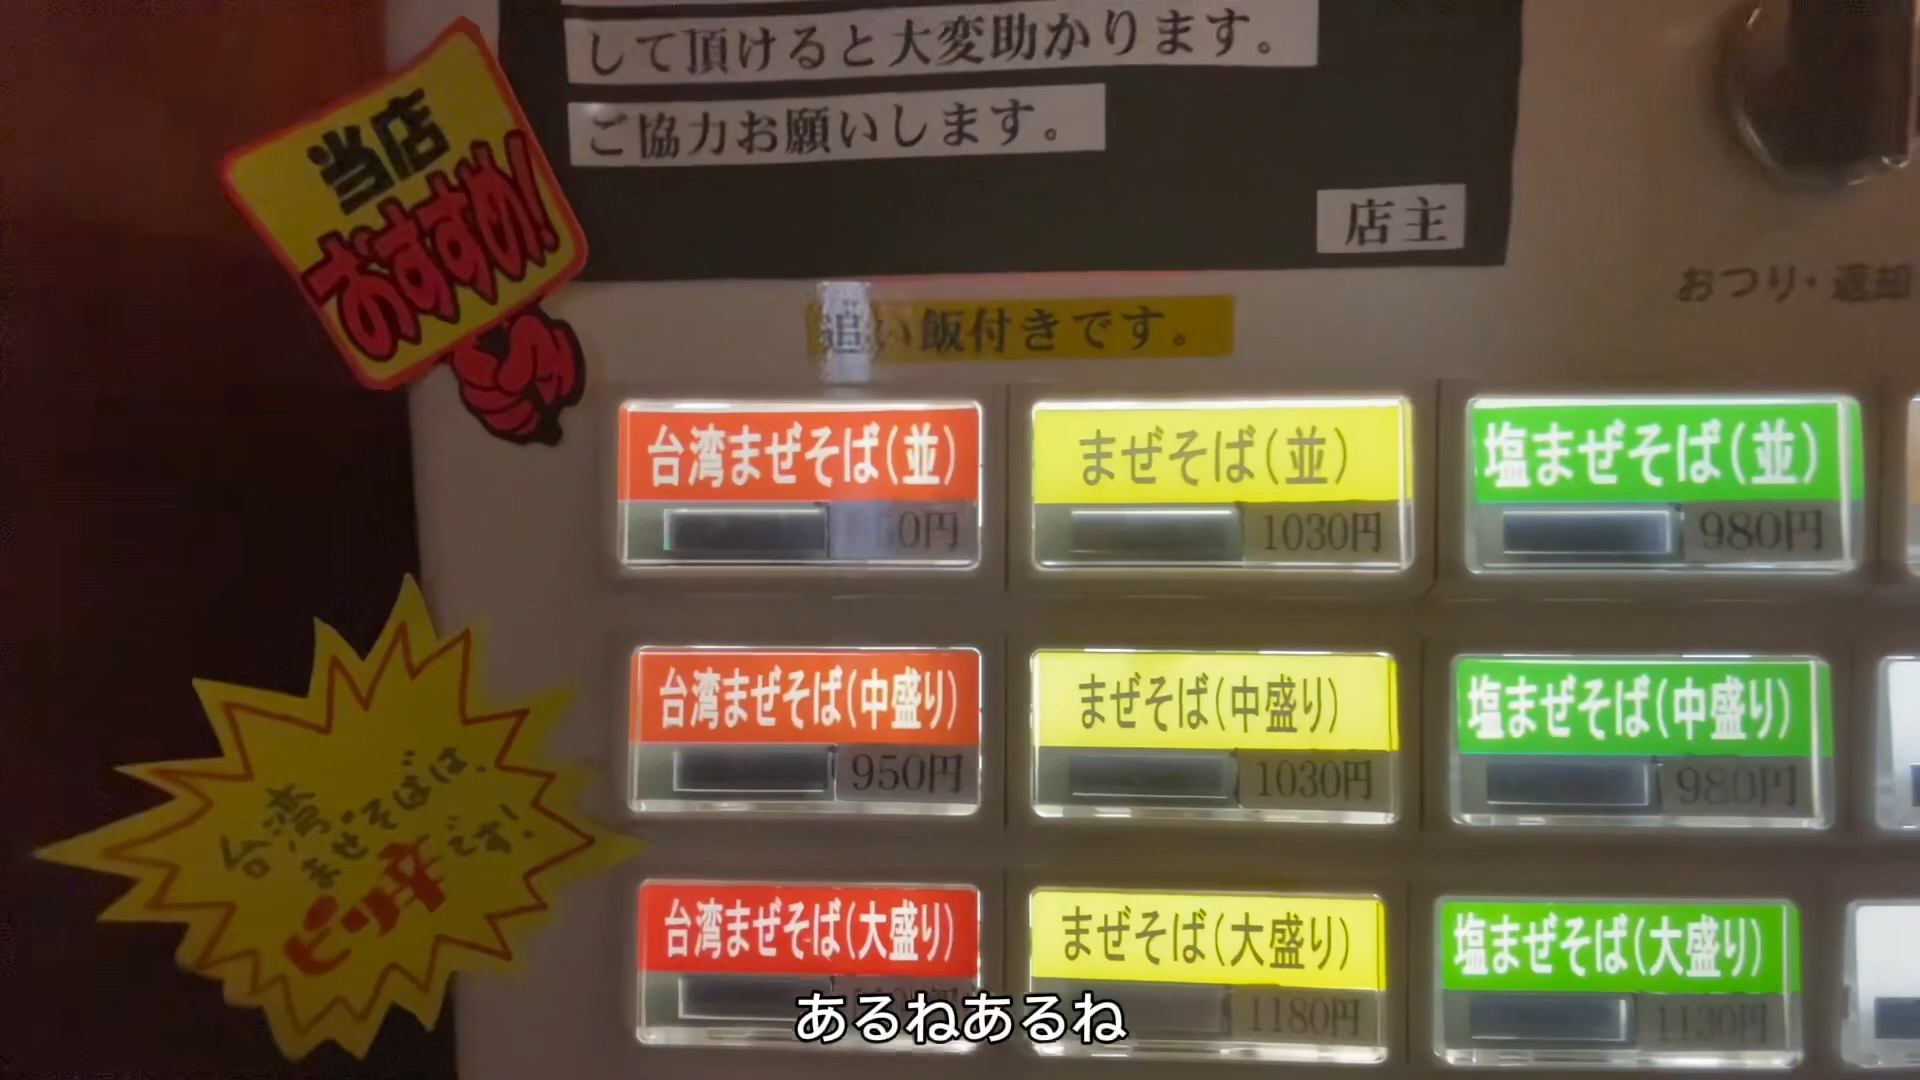 して頂けると大変助かります。
ご協力お願いします。
店主
当店
おすすめ!
おつり・返却
追い飯付きです。
台湾まぜそば(並)
まぜそば(並)
1030円
塩まぜそば(並)
980円
台湾まぜそば(中盛り)
950円
まぜそば(中盛り)
1030円
塩まぜそば(中盛り)
980円
台湾まぜそばは、
ピリ辛です!
台湾まぜそば(大盛り)
まぜそば(大盛り)
1180円
塩まぜそば(大盛り)
1130円
あるねあるね